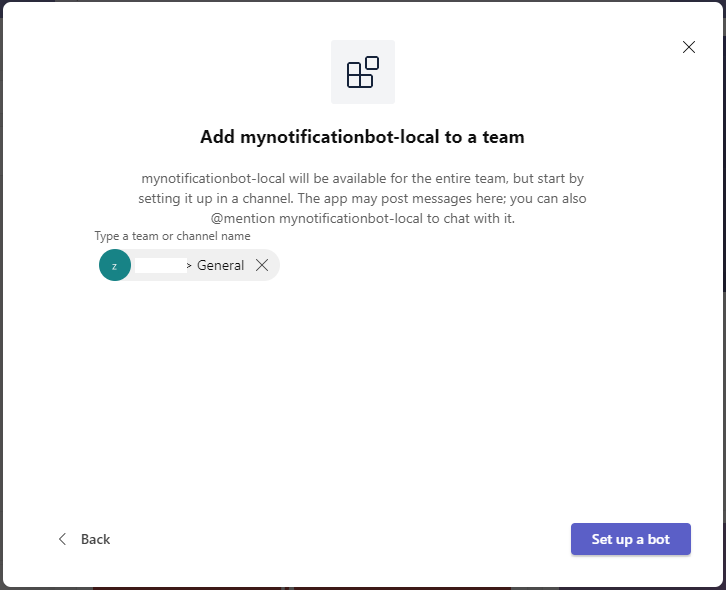 Add mynotificationbot-local to a team
mynotificationbot-local will be available for the entire team, but start by
setting it up in a channel. The app may post messages here; you can also
@mention mynotificationbot-local to chat with it.
Type a team or channel name
z > General
Back
Set up a bot